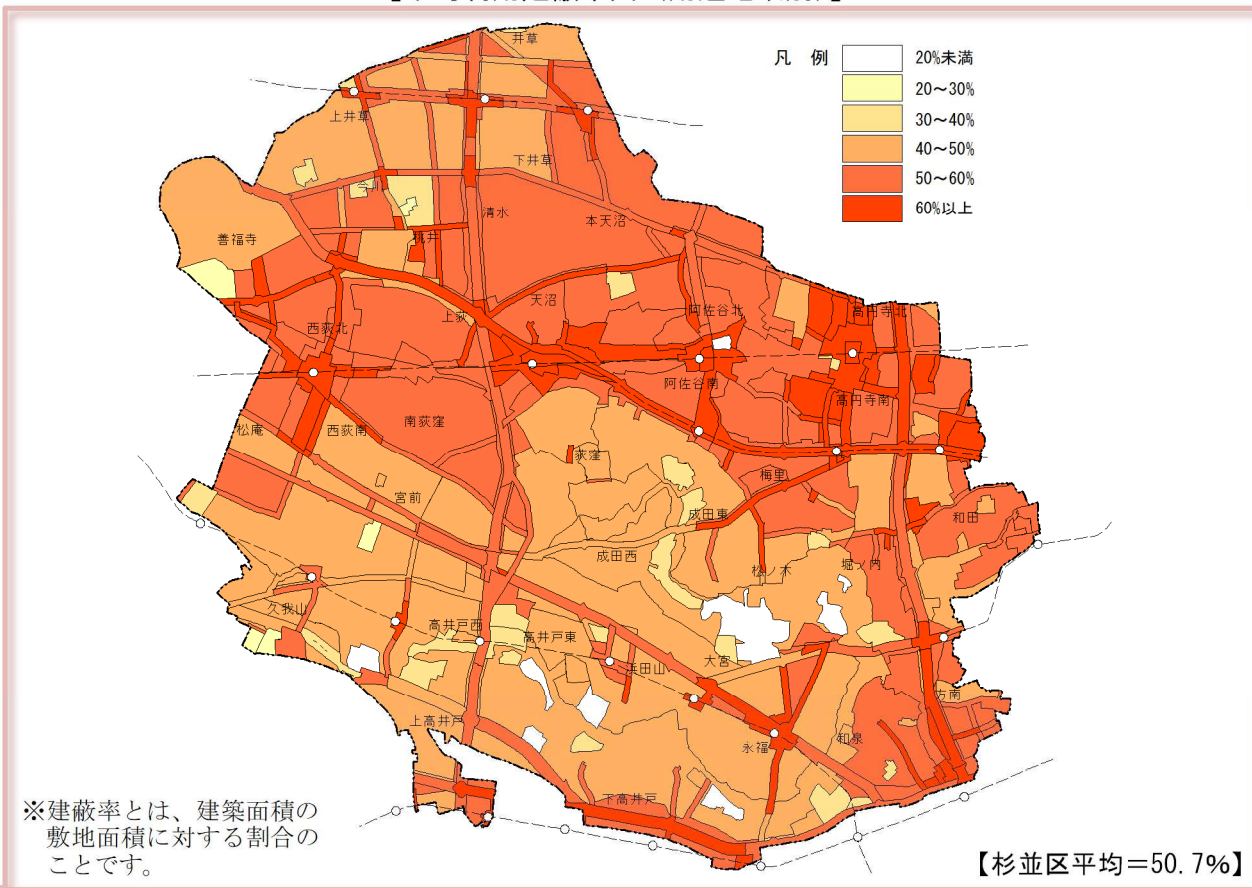 井草
凡 例
20%未満
20～30%
30～40%
40～50%
50～60%
60%以上
上井草
下井草
今川
清水
本天沼
善福寺
桃井
天沼
阿佐谷北
高円寺北
上荻
西荻北
阿佐谷南
高円寺南
松庵
西荻南
南荻窪
荻窪
梅里
宮前
成田東
和田
成田西
松ノ木
堀ノ内
久我山
高井戸西
高井戸東
大宮
浜田山
方南
上高井戸
永福
和泉
下高井戸
※建蔽率とは、建築面積の
敷地面積に対する割合の
ことです。
【杉並区平均＝50.7%】